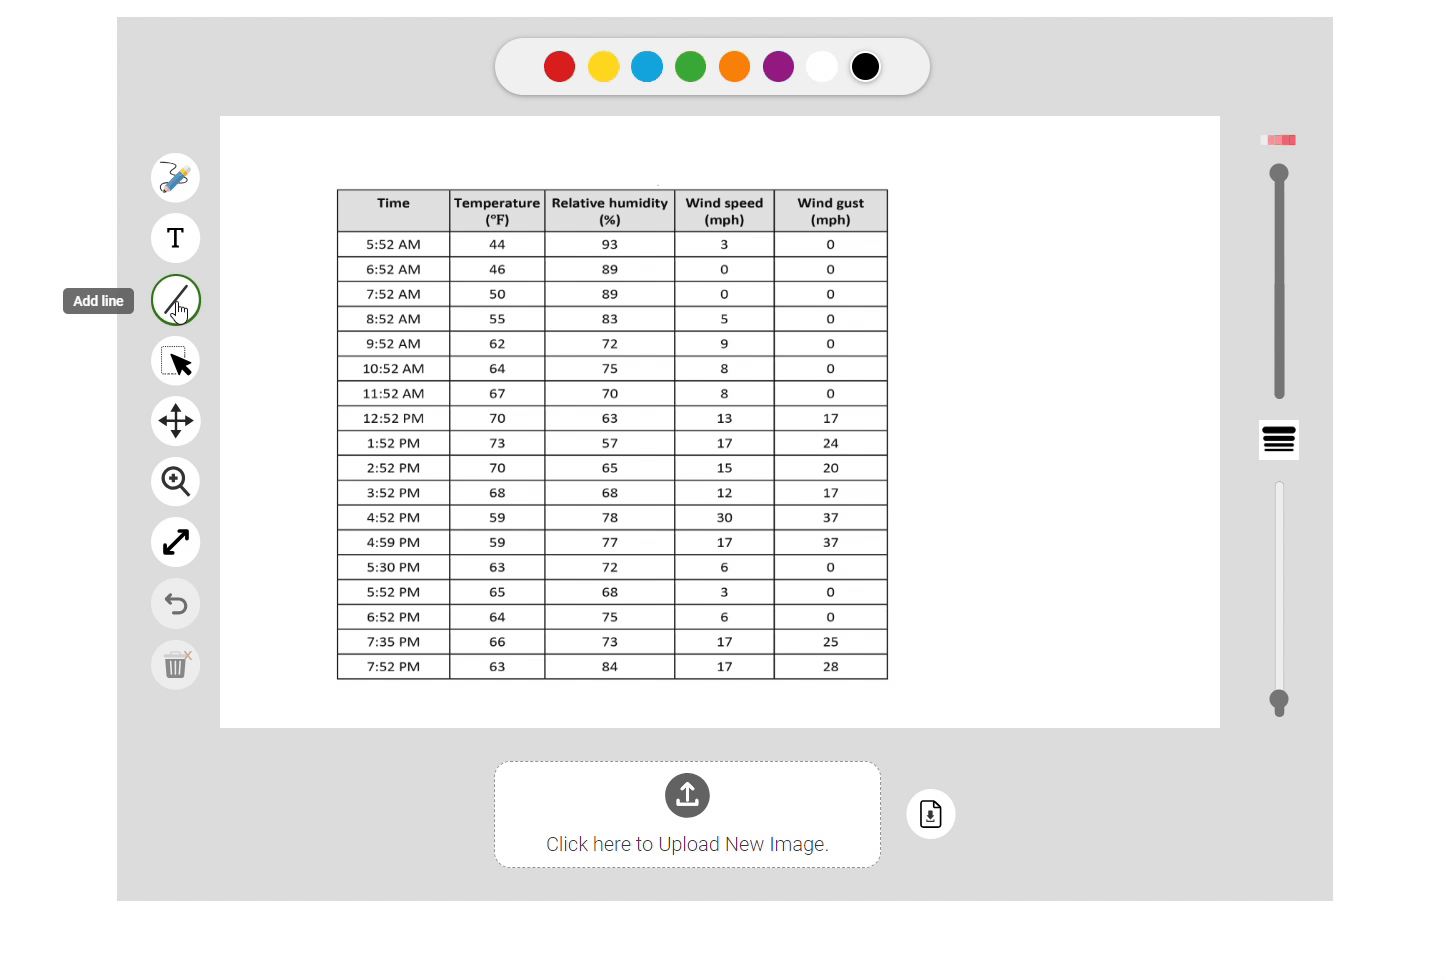 T
Add line
Time Temperature (°F) Relative humidity (%) Wind speed (mph) Wind gust (mph)
5:52 AM 44 93 3 0
6:52 AM 46 89 0 0
7:52 AM 50 89 0 0
8:52 AM 55 83 5 0
9:52 AM 62 72 9 0
10:52 AM 64 75 8 0
11:52 AM 67 70 8 0
12:52 PM 70 63 13 17
1:52 PM 73 57 17 24
2:52 PM 70 65 15 20
3:52 PM 68 68 12 17
4:52 PM 59 78 30 37
4:59 PM 59 77 17 37
5:30 PM 63 72 6 0
5:52 PM 65 68 3 0
6:52 PM 64 75 6 0
7:35 PM 66 73 17 25
7:52 PM 63 84 17 28
Click here to Upload New Image.